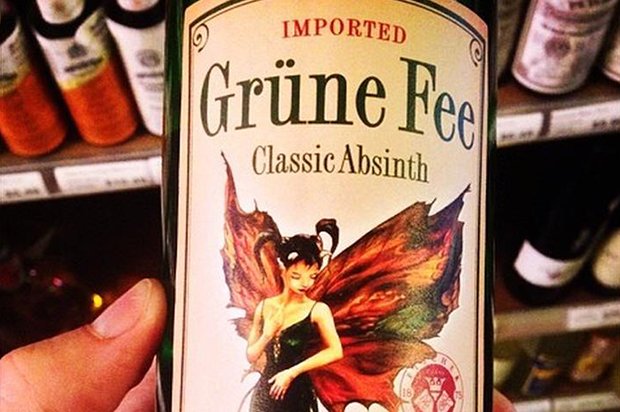 IMPORTED
Grüne Fee
Classic Absinth